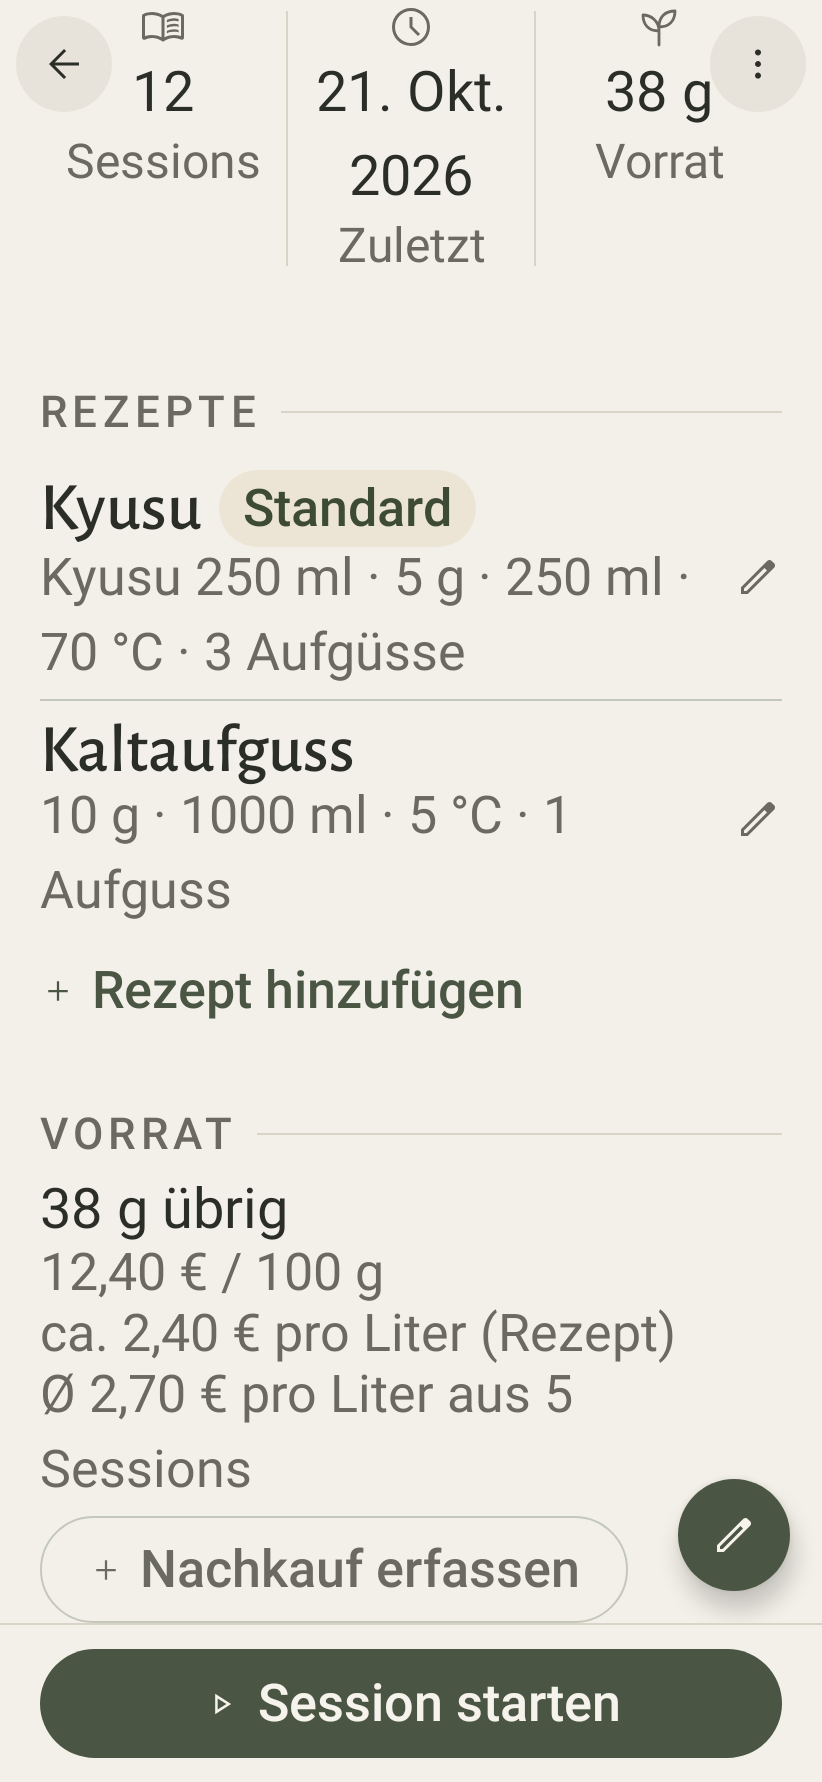 12
Sessions
21. Okt.
2026
Zuletzt
38 g
Vorrat
REZEPTE
Kyusu Standard
Kyusu 250 ml · 5 g · 250 ml ·
70 °C · 3 Aufgüsse
Kaltaufguss
10 g · 1000 ml · 5 °C · 1
Aufguss
+ Rezept hinzufügen
VORRAT
38 g übrig
12,40 € / 100 g
ca. 2,40 € pro Liter (Rezept)
Ø 2,70 € pro Liter aus 5
Sessions
+ Nachkauf erfassen
Session starten